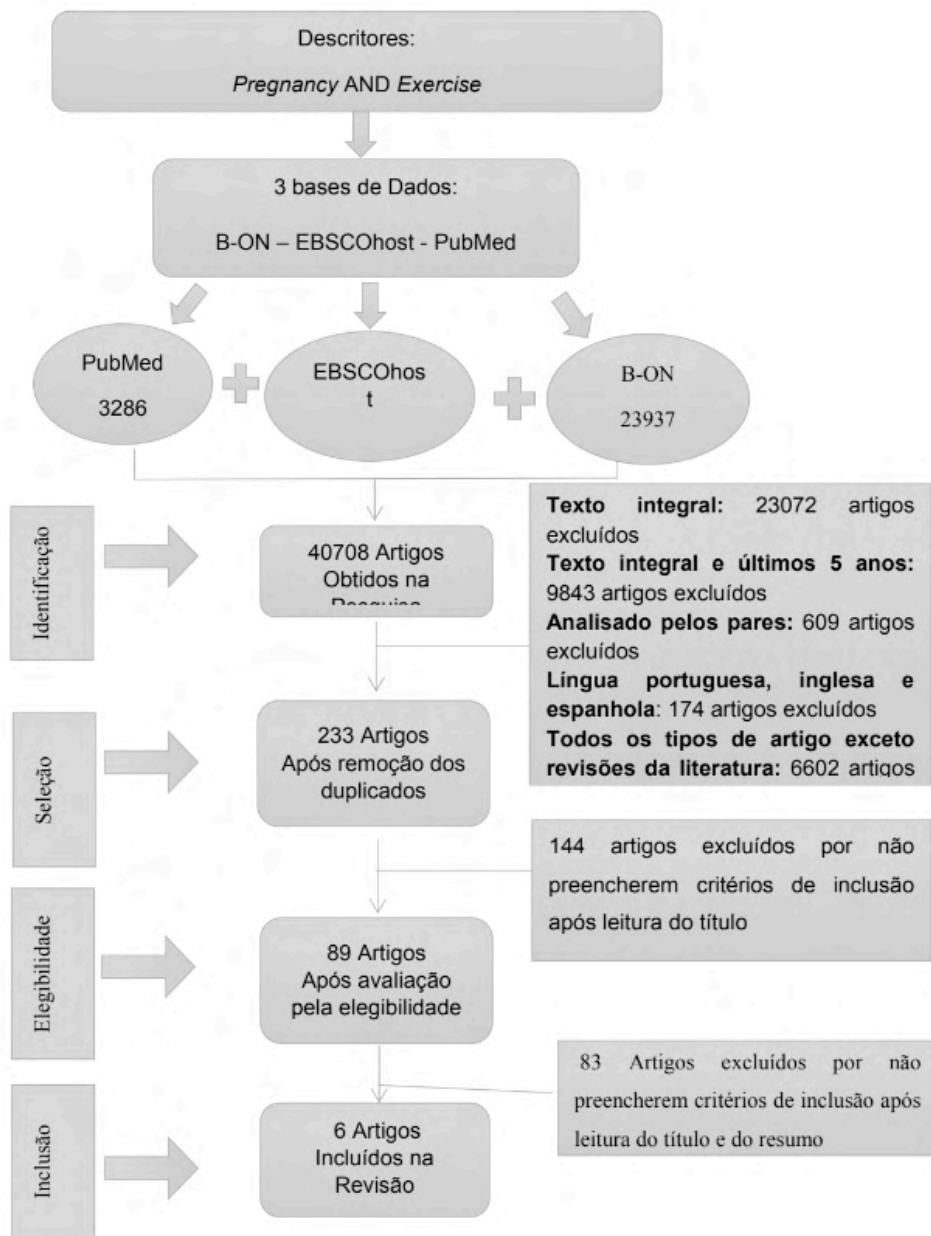 Descritores:
Pregnancy AND Exercise
3 bases de Dados:
B-ON – EBSCOhost - PubMed
PubMed
3286
EBSCOhos
t
B-ON
23937
Identificação
40708 Artigos
Obtidos na
Pesquisa
Texto integral: 23072 artigos
excluídos
Texto integral e últimos 5 anos:
9843 artigos excluídos
Analisado pelos pares: 609 artigos
excluídos
Língua portuguesa, inglesa e
espanhola: 174 artigos excluídos
Todos os tipos de artigo exceto
revisões da literatura: 6602 artigos
Seleção
233 Artigos
Após remoção dos
duplicados
144 artigos excluídos por não
preencherem critérios de inclusão
após leitura do título
Elegibilidade
89 Artigos
Após avaliação
pela elegibilidade
83 Artigos excluídos por não
preencherem critérios de inclusão após
leitura do título e do resumo
Inclusão
6 Artigos
Incluídos na
Revisão